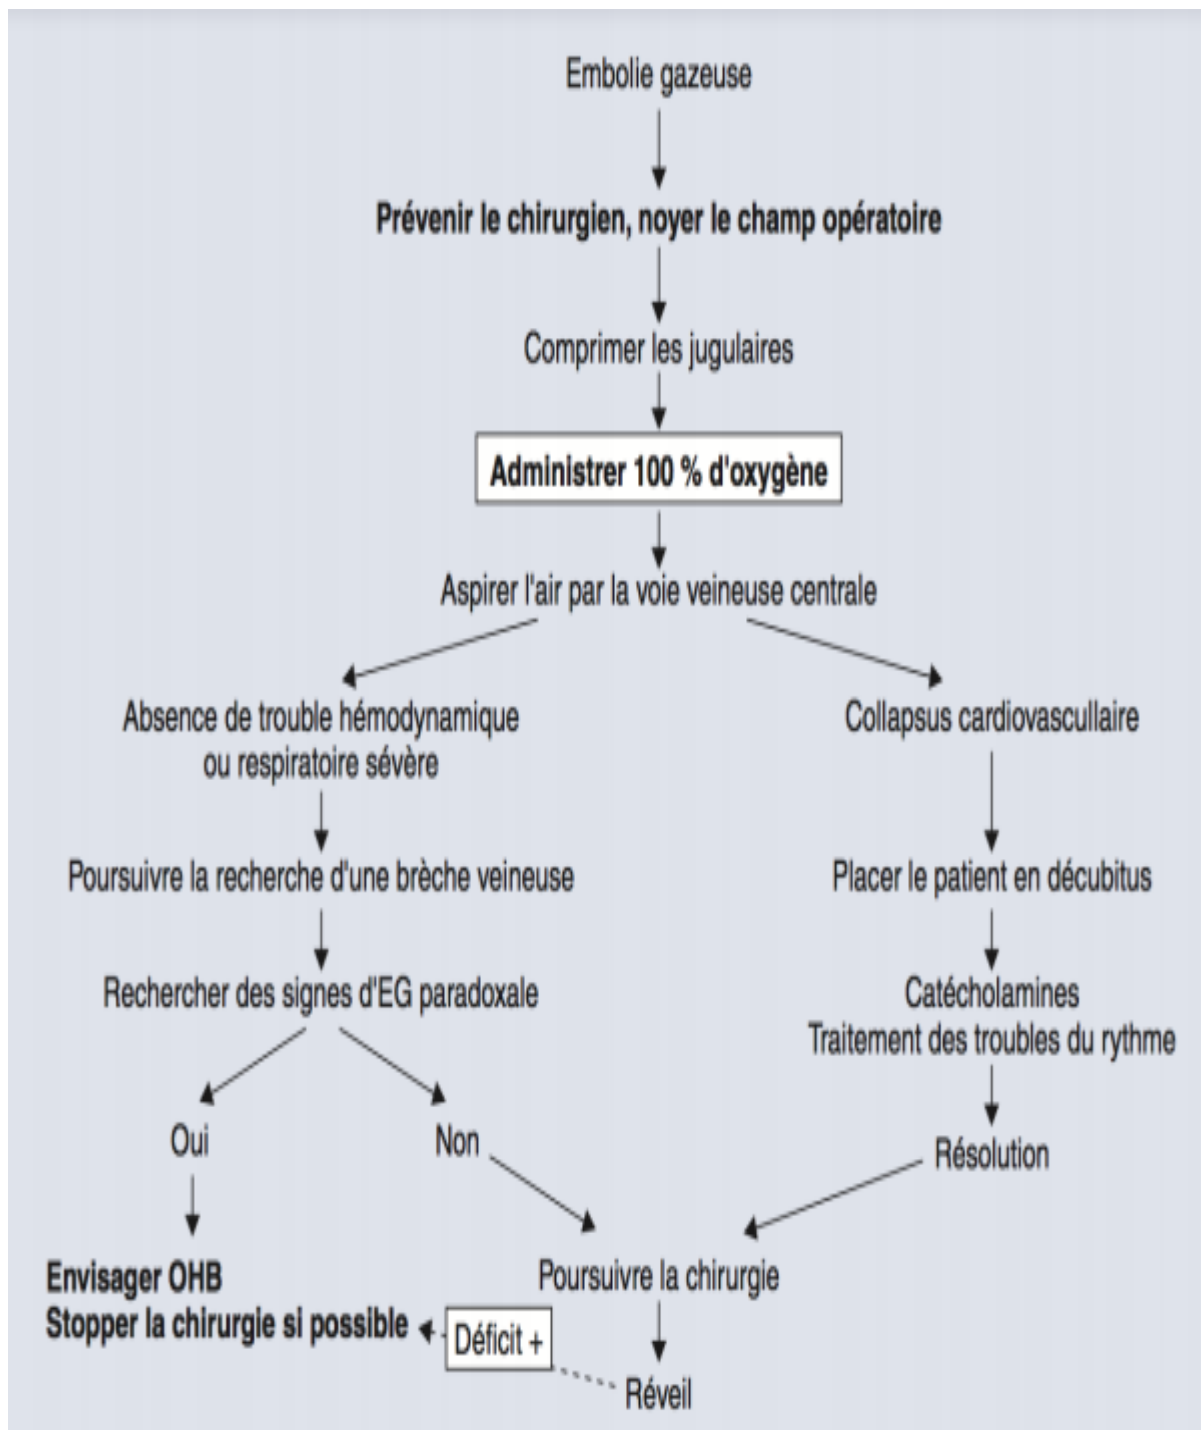 Embolie gazeuse
Prévenir le chirurgien, noyer le champ opératoire
Comprimer les jugulaires
Administrer 100 % d'oxygène
Aspirer l'air par la voie veineuse centrale
Absence de trouble hémodynamique
ou respiratoire sévère
Collapsus cardiovascullaire
Poursuivre la recherche d'une brèche veineuse
Placer le patient en décubitus
Rechercher des signes d'EG paradoxale
Catécholamines
Traitement des troubles du rythme
Oui
Non
Résolution
Envisager OHB
Stopper la chirurgie si possible
Poursuivre la chirurgie
Déficit +
Réveil